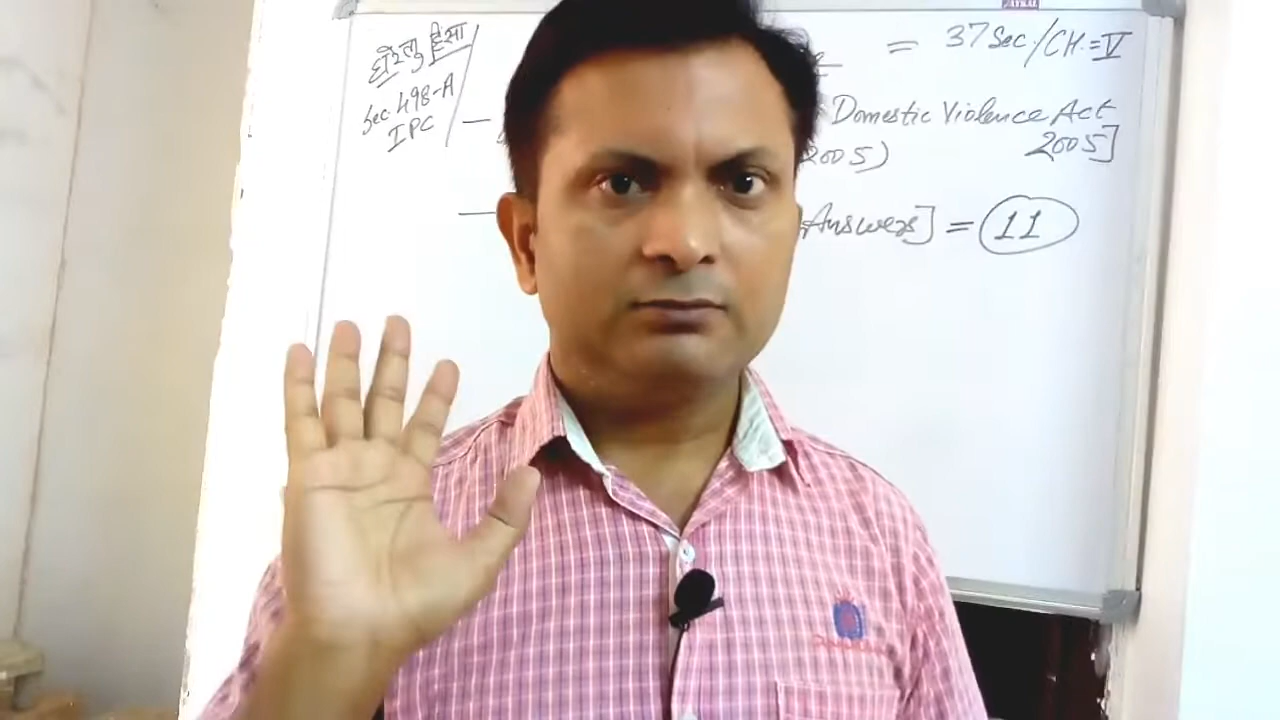 घरेलु हिंसा
Sec 498-A
IPC
= 37 Sec./CH.=V
Domestic Violence Act
2005)
2005]
Answers] = 11